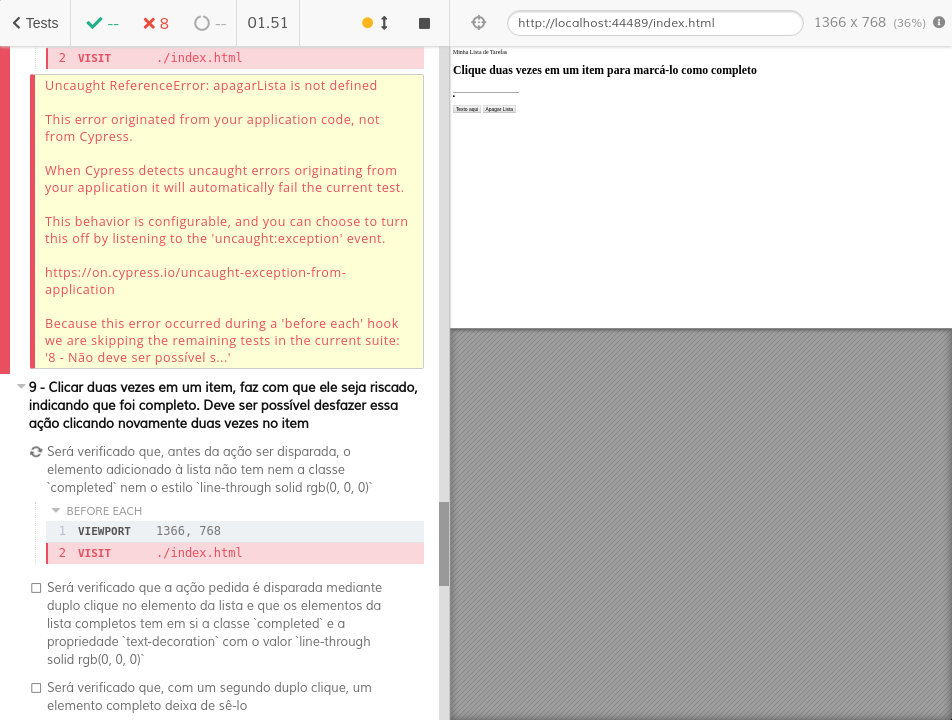 Tests
--
8
--
01.51
http://localhost:44489/index.html
1366 x 768 (36%)
2 VISIT ./index.html
Uncaught ReferenceError: apagarLista is not defined
This error originated from your application code, not
from Cypress.
When Cypress detects uncaught errors originating from
your application it will automatically fail the current test.
This behavior is configurable, and you can choose to turn
this off by listening to the 'uncaught:exception' event.
https://on.cypress.io/uncaught-exception-from-
application
Because this error occurred during a 'before each' hook
we are skipping the remaining tests in the current suite:
'8 - Não deve ser possível s...'
9 - Clicar duas vezes em um item, faz com que ele seja riscado,
indicando que foi completo. Deve ser possível desfazer essa
ação clicando novamente duas vezes no item
Será verificado que, antes da ação ser disparada, o
elemento adicionado à lista não tem nem a classe
`completed` nem o estilo `line-through solid rgb(0, 0, 0)`
BEFORE EACH
1 VIEWPORT 1366, 768
2 VISIT ./index.html
Será verificado que a ação pedida é disparada mediante
duplo clique no elemento da lista e que os elementos da
lista completos tem em si a classe `completed` e a
propriedade `text-decoration` com o valor `line-through
solid rgb(0, 0, 0)`
Será verificado que, com um segundo duplo clique, um
elemento completo deixa de sê-lo
Minha Lista de Tarefas
Clique duas vezes em um item para marcá-lo como completo
Texto aqui Apagar Lista